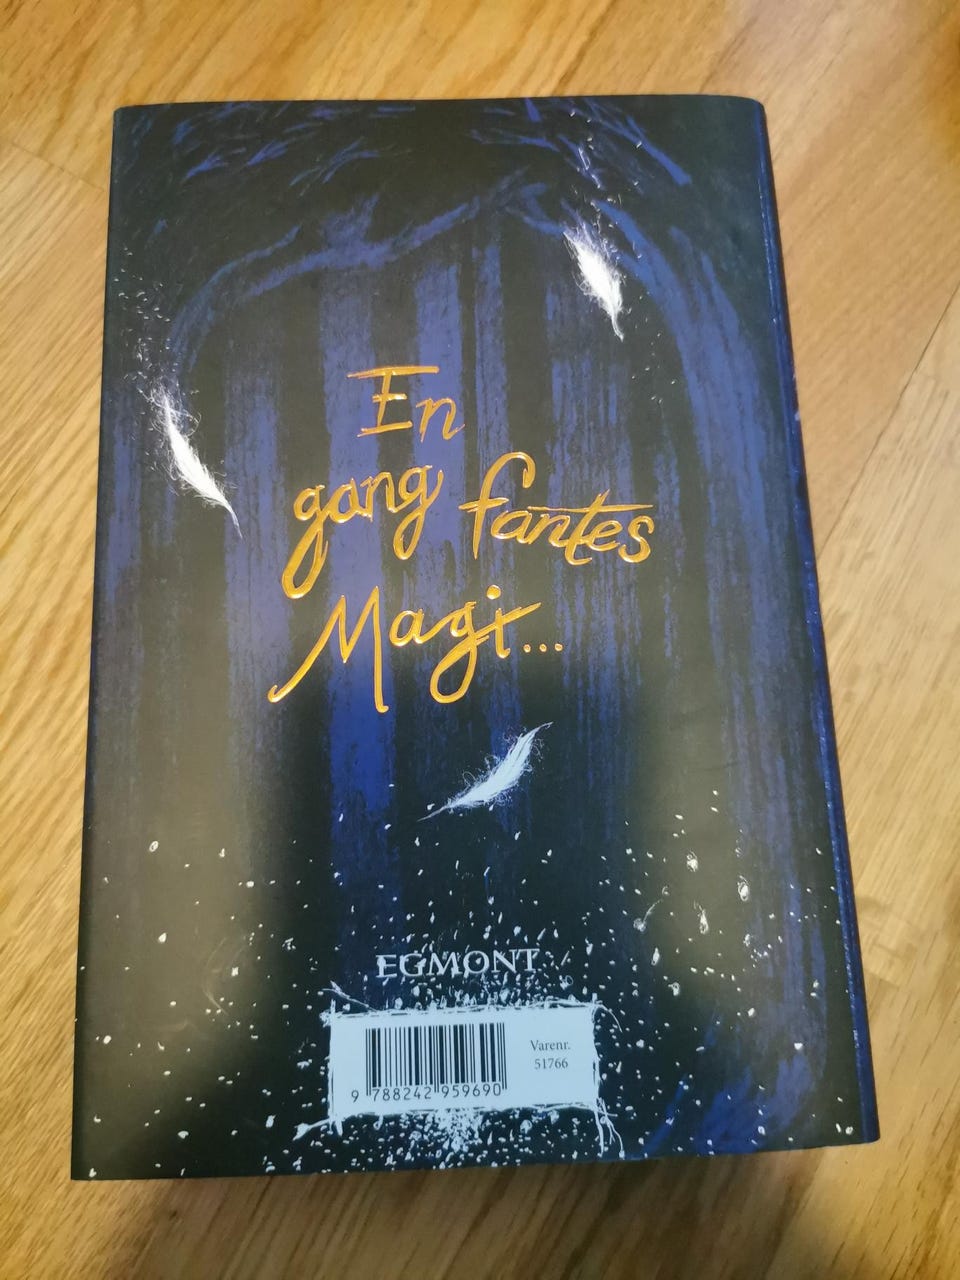 En
gang fantes
Magi...
EGMONT
Varenr.
51766
9 788242 959690